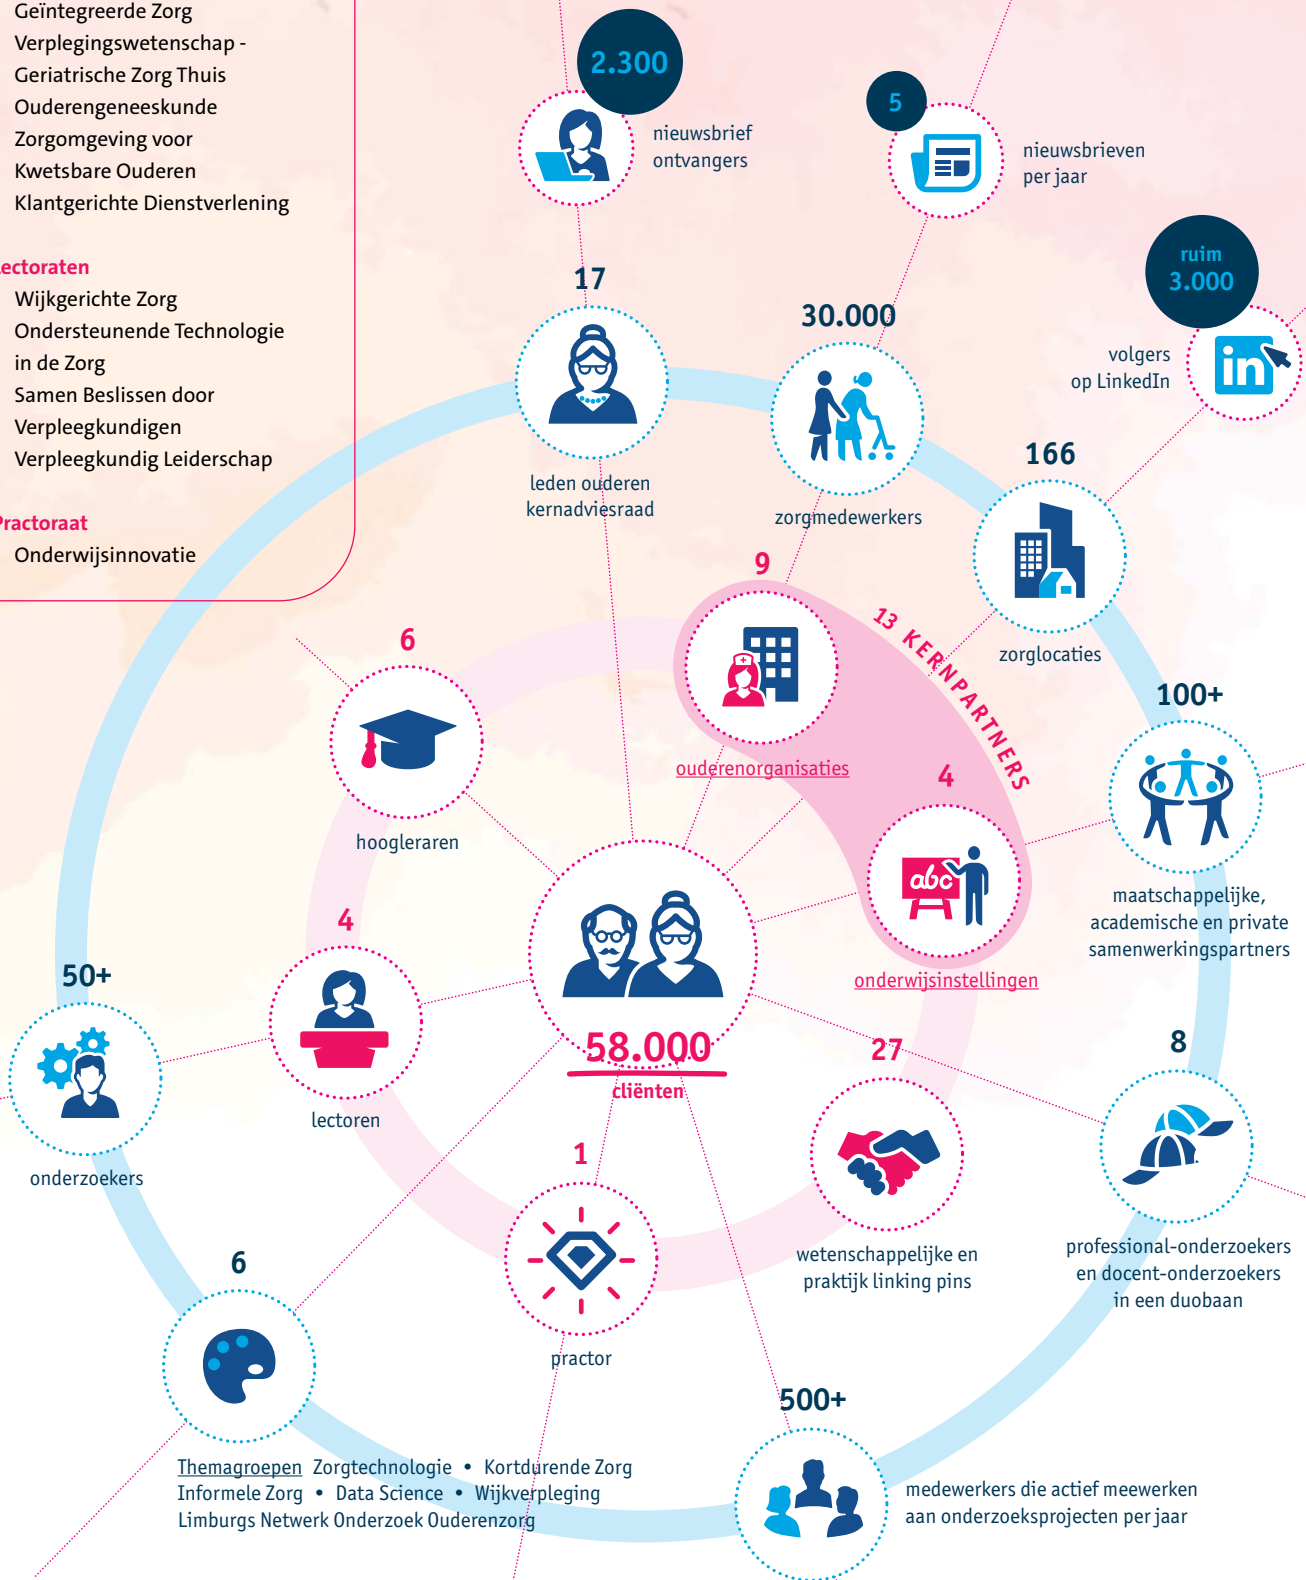 Geïntegreerde Zorg
Verplegingswetenschap -
Geriatrische Zorg Thuis
Ouderengeneeskunde
Zorgomgeving voor
Kwetsbare Ouderen
Klantgerichte Dienstverlening
ectoraten
Wijkgerichte Zorg
Ondersteunende Technologie
in de Zorg
Samen Beslissen door
Verpleegkundigen
Verpleegkundig Leiderschap
Practoraat
Onderwijsinnovatie
2.300
nieuwsbrief
ontvangers
5
nieuwsbrieven
per jaar
ruim
3.000
volgers
op LinkedIn
in
17
leden ouderen
kernadviesraad
30.000
zorgmedewerkers
166
zorglocaties
9
ouderenorganisaties
13 KERNPARTNERS
6
hoogleraren
100+
maatschappelijke,
academische en private
samenwerkingspartners
4
abc
onderwijsinstellingen
4
lectoren
58.000
cliënten
50+
onderzoekers
27
wetenschappelijke en
praktijk linking pins
8
professional-onderzoekers
en docent-onderzoekers
in een duobaan
1
practor
6
Themagroepen Zorgtechnologie • Kortdurende Zorg
Informele Zorg • Data Science • Wijkverpleging
Limburgs Netwerk Onderzoek Ouderenzorg
500+
medewerkers die actief meewerken
aan onderzoeksprojecten per jaar